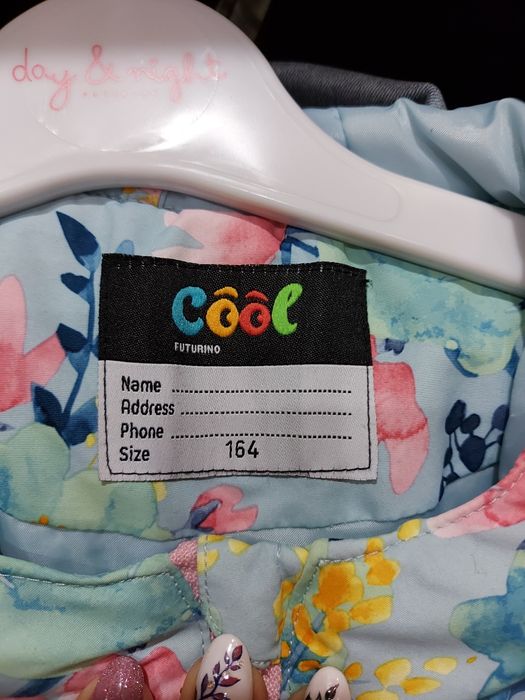 day & night
cool
FUTURINO
Name
Address
Phone
Size 164